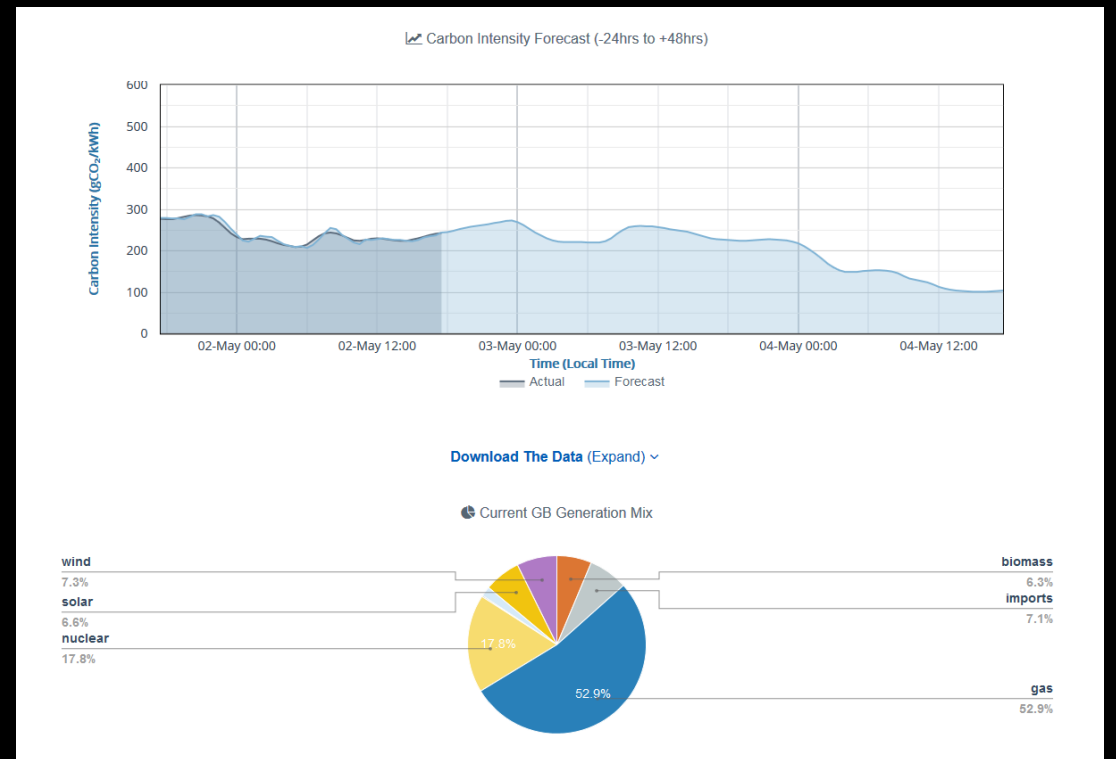 Carbon Intensity Forecast (-24hrs to +48hrs)
600
500
400
300
200
100
0
Carbon Intensity (gCO₂/kWh)
02-May 00:00 02-May 12:00 03-May 00:00 03-May 12:00 04-May 00:00 04-May 12:00
Time (Local Time)
Actual Forecast
Download The Data (Expand)
Current GB Generation Mix
wind
7.3%
solar
6.6%
nuclear
17.8%
biomass
6.3%
imports
7.1%
gas
52.9%
17.8%
52.9%